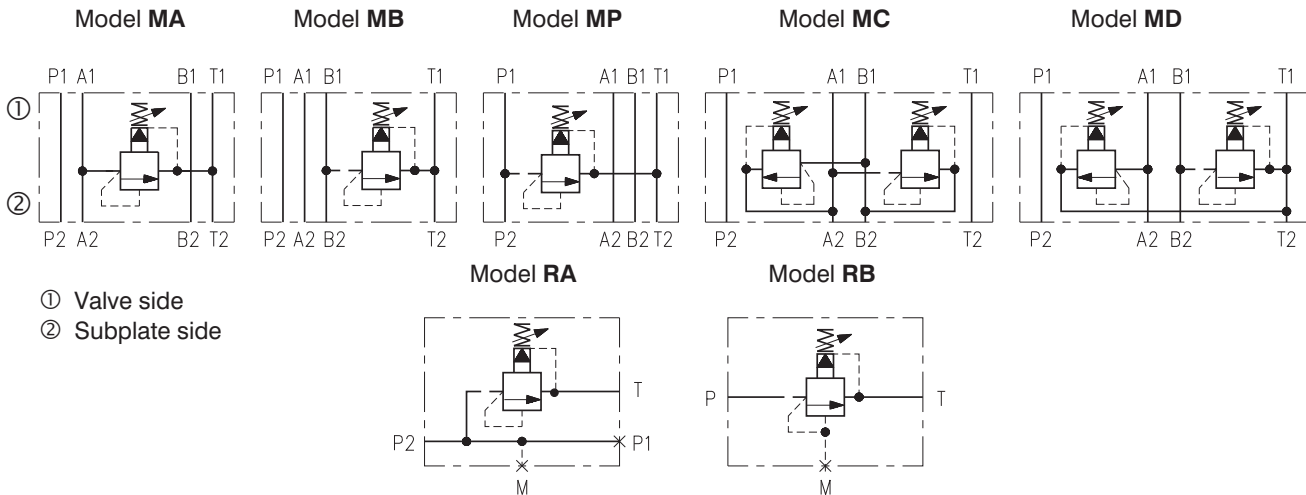 Model MA Model MB Model MP Model MC Model MD
P1 A1 B1 T1 P1 A1 B1 T1 P1 A1 B1 T1 P1 A1 B1 T1 P1 A1 B1 T1
①
②
P2 A2 B2 T2 P2 A2 B2 T2 P2 A2 B2 T2 P2 A2 B2 T2 P2 A2 B2 T2
Model RA Model RB
① Valve side
② Subplate side
T
P2 P1
M
P T
M